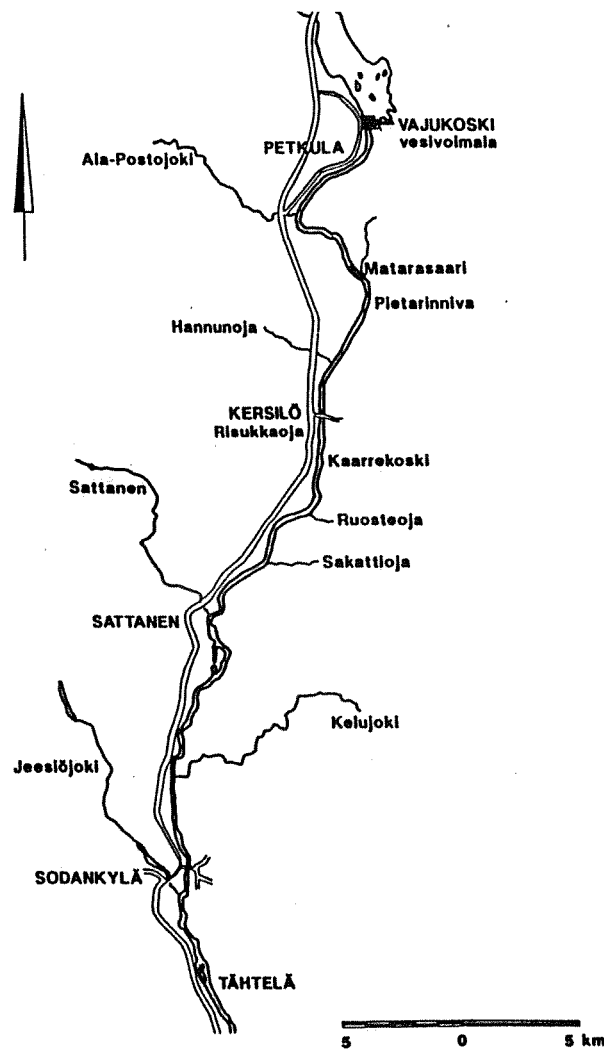 VAJUKOSKI
vesivoimala
PETKULA
Ala-Postojoki
Matarasaari
Pietarinniva
Hannunoja
KERSILÖ
Risukkaoja
Kaarrekoski
Sattanen
Ruosteoja
Sakattioja
SATTANEN
Kelujoki
Jeesiöjoki
SODANKYLÄ
TÄHTELÄ
5 0 5 km